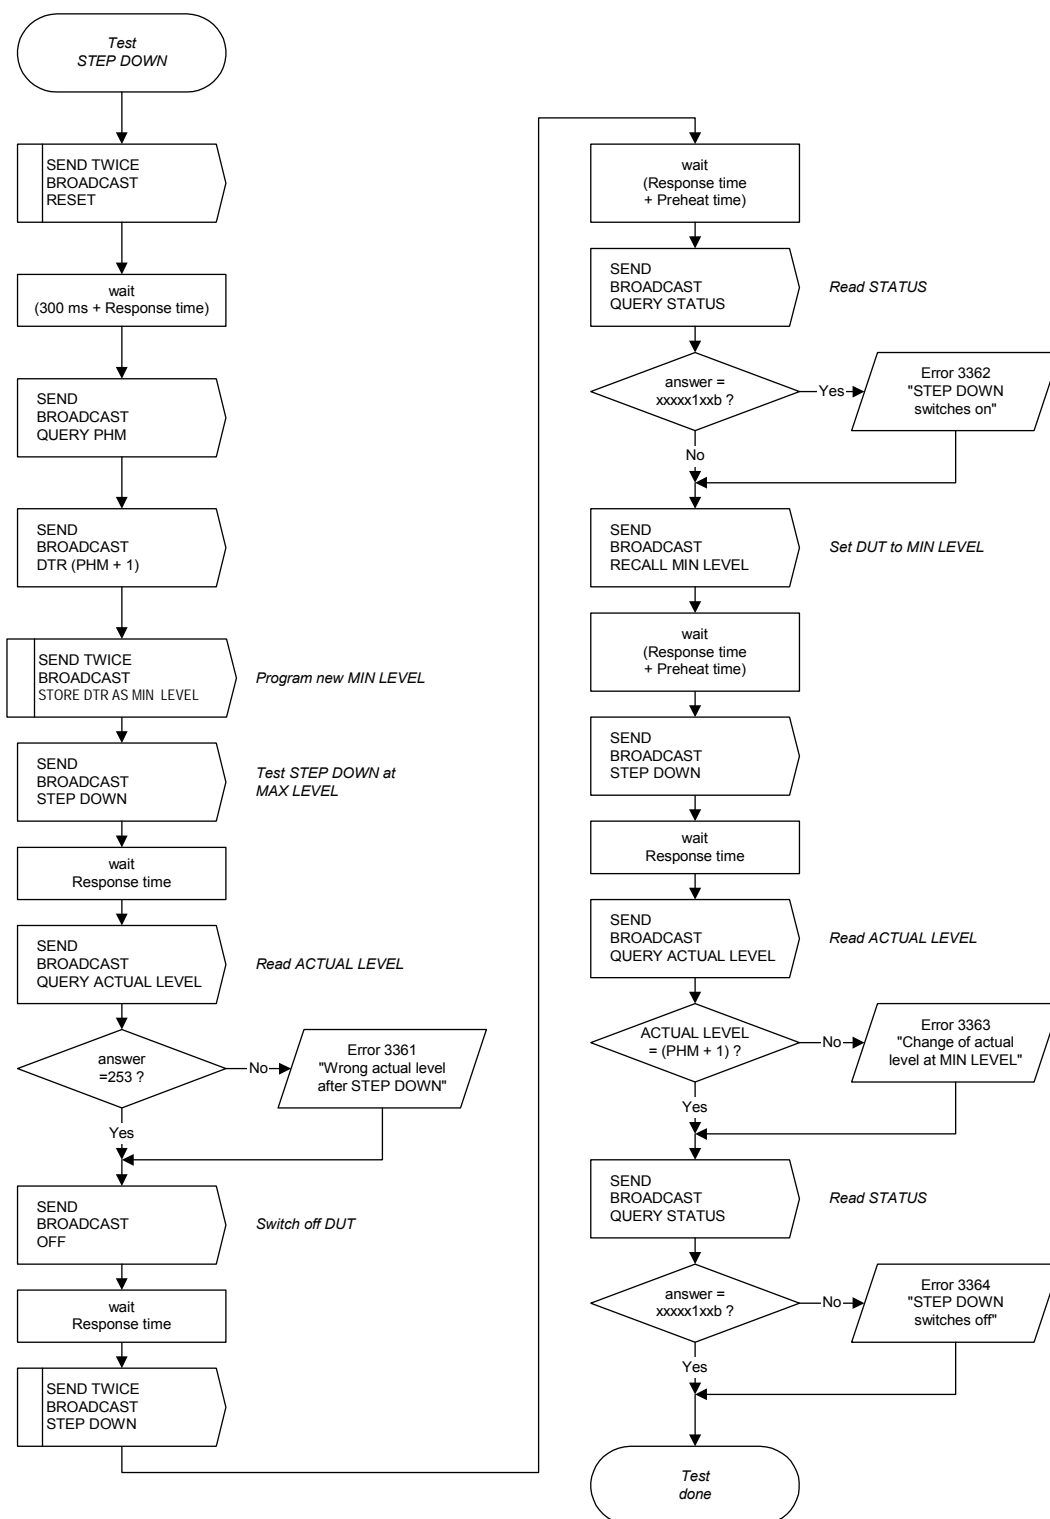 Test
STEP DOWN
SEND TWICE
BROADCAST
RESET
wait
(300 ms + Response time)
SEND
BROADCAST
QUERY PHM
SEND
BROADCAST
DTR (PHM + 1)
SEND TWICE
BROADCAST
STORE DTR AS MIN LEVEL
Program new MIN LEVEL
SEND
BROADCAST
STEP DOWN
Test STEP DOWN at
MAX LEVEL
wait
Response time
SEND
BROADCAST
QUERY ACTUAL LEVEL
Read ACTUAL LEVEL
answer
=253 ?
No
Error 3361
"Wrong actual level
after STEP DOWN"
Yes
SEND
BROADCAST
OFF
Switch off DUT
wait
Response time
SEND TWICE
BROADCAST
STEP DOWN
wait
(Response time
+ Preheat time)
SEND
BROADCAST
QUERY STATUS
Read STATUS
answer =
xxxxx1xxb ?
Yes
Error 3362
"STEP DOWN
switches on"
No
SEND
BROADCAST
RECALL MIN LEVEL
Set DUT to MIN LEVEL
wait
(Response time
+ Preheat time)
SEND
BROADCAST
STEP DOWN
wait
Response time
SEND
BROADCAST
QUERY ACTUAL LEVEL
Read ACTUAL LEVEL
ACTUAL LEVEL
= (PHM + 1) ?
No
Error 3363
"Change of actual
level at MIN LEVEL"
Yes
SEND
BROADCAST
QUERY STATUS
Read STATUS
answer =
xxxxx1xxb ?
No
Error 3364
"STEP DOWN
switches off"
Yes
Test
done